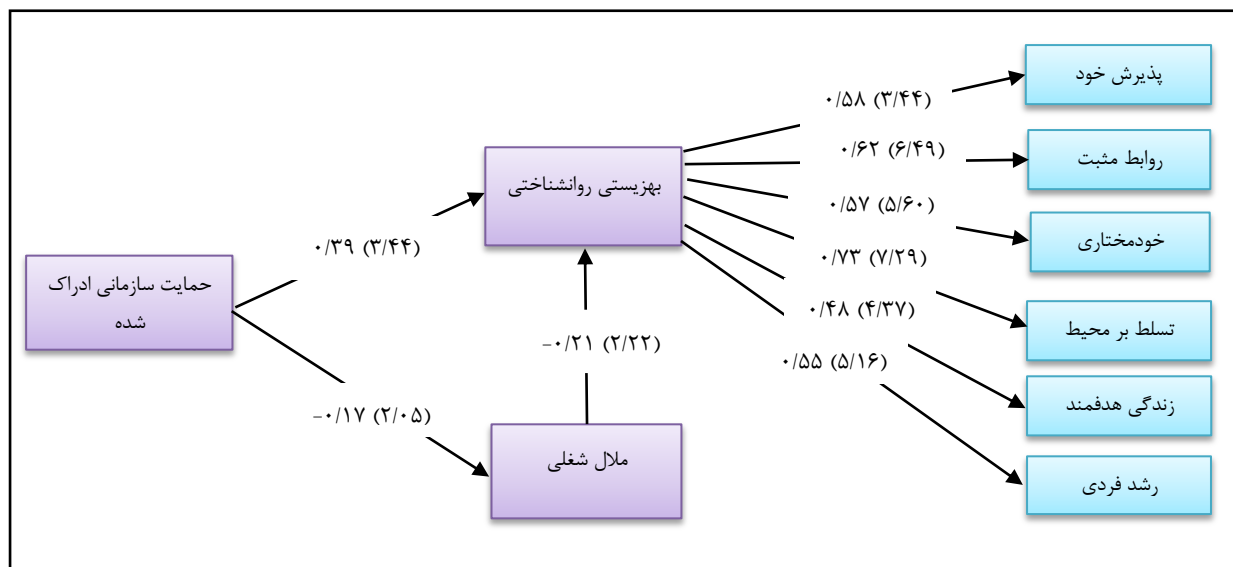 پذیرش خود
۰/۵۸ (۳/۴۴)
روابط مثبت
۰/۶۲ (۶/۴۹)
بهزیستی روانشناختی
خودمختاری
۰/۵۷ (۵/۶۰)
۰/۳۹ (۳/۴۴)
۰/۷۳ (۷/۲۹)
حمایت سازمانی ادراک
شده
تسلط بر محیط
۰/۴۸ (۴/۳۷)
−۰/۲۱ (۲/۲۲)
۰/۵۵ (۵/۱۶)
زندگی هدفمند
−۰/۱۷ (۲/۰۵)
ملال شغلی
رشد فردی